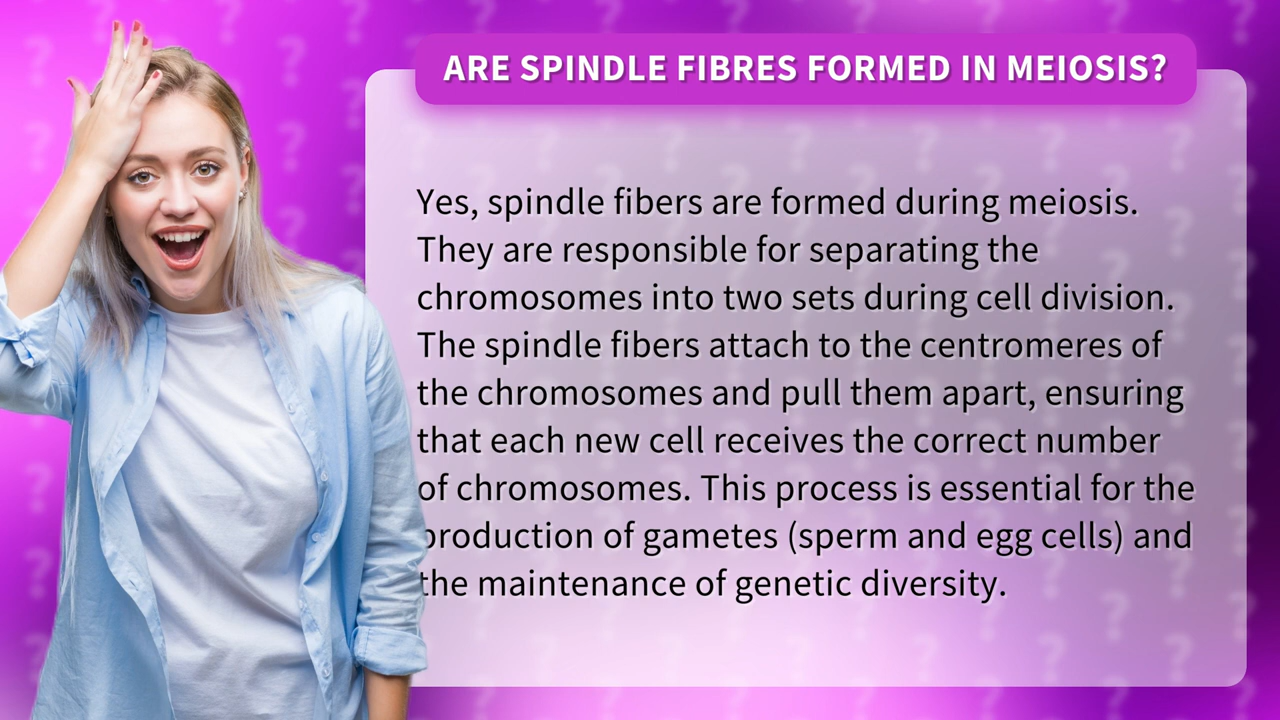 ARE SPINDLE FIBRES FORMED IN MEIOSIS?
Yes, spindle fibers are formed during meiosis.
They are responsible for separating the
chromosomes into two sets during cell division.
The spindle fibers attach to the centromeres of
the chromosomes and pull them apart, ensuring
that each new cell receives the correct number
of chromosomes. This process is essential for the
production of gametes (sperm and egg cells) and
the maintenance of genetic diversity.